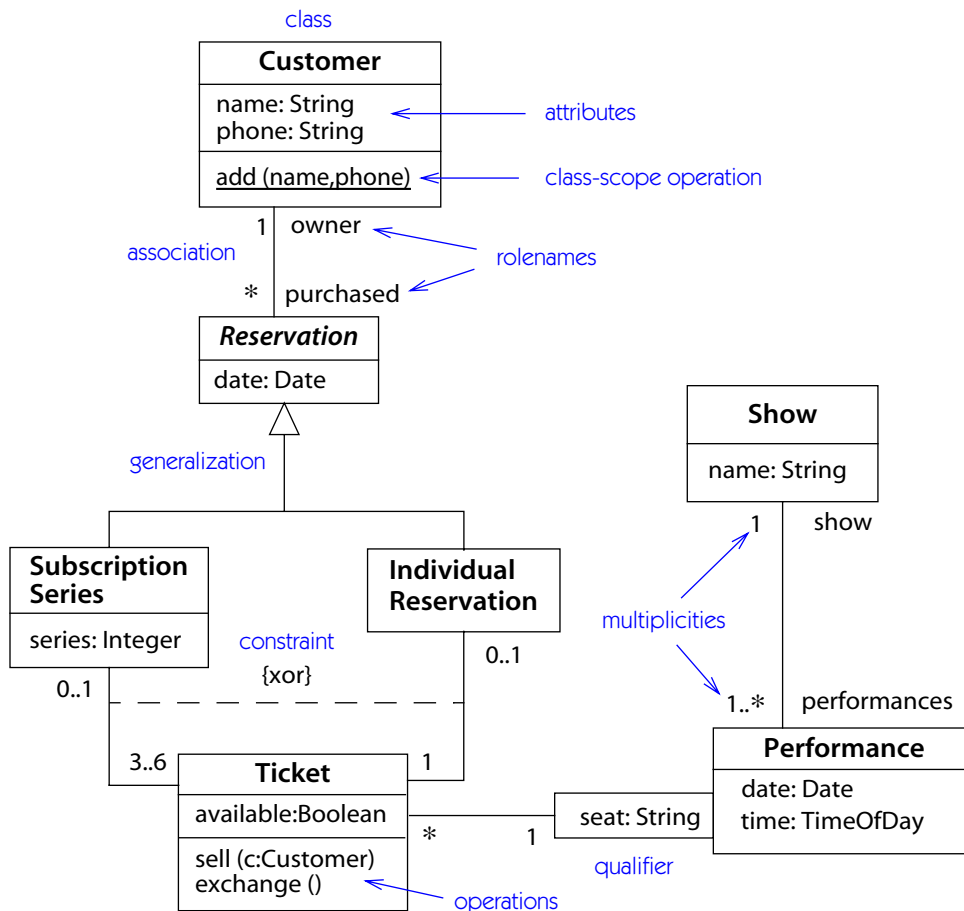 class
Customer
name: String
phone: String
attributes
add (name,phone)
class-scope operation
1
owner
association
rolenames
*
purchased
Reservation
date: Date
generalization
Show
name: String
1
show
Subscription
Series
series: Integer
Individual
Reservation
constraint
{xor}
0..1
0..1
multiplicities
1..*
performances
3..6
1
Ticket
available:Boolean
sell (c:Customer)
exchange ()
operations
*
1
seat: String
qualifier
Performance
date: Date
time: TimeOfDay